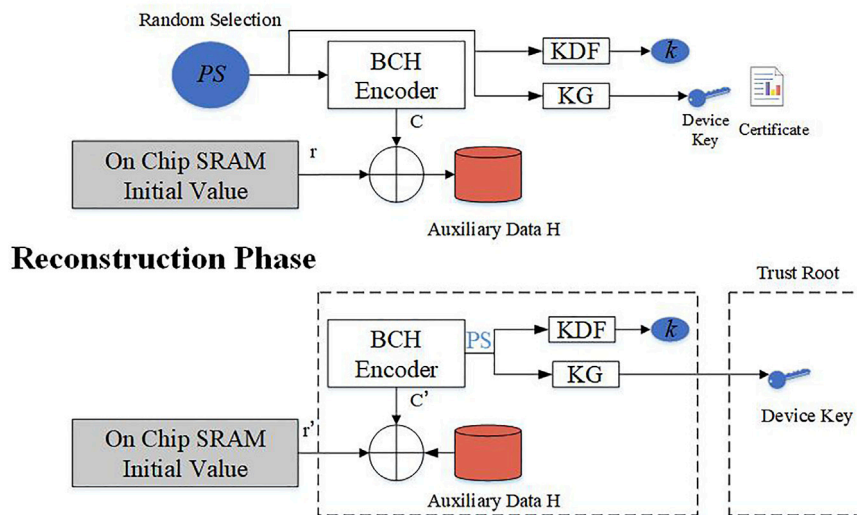 Random Selection
PS
BCH
Encoder
KDF
k
KG
Device
Key
Certificate
C
On Chip SRAM
Initial Value
r
Auxiliary Data H
Reconstruction Phase
Trust Root
BCH
Encoder
PS
KDF
k
KG
Device Key
C'
On Chip SRAM
Initial Value
r'
Auxiliary Data H